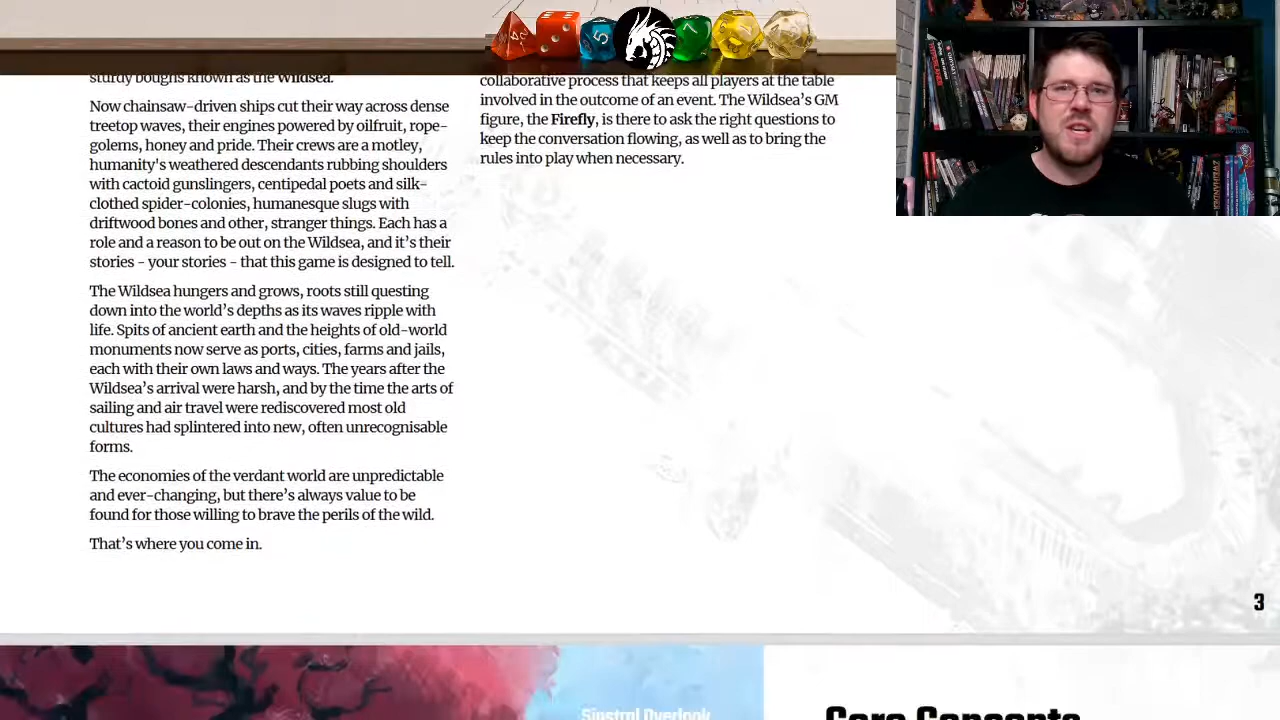 sturdy boughs known as the Wildsea.
Now chainsaw-driven ships cut their way across dense
treetop waves, their engines powered by oilfruit, rope-
golems, honey and pride. Their crews are a motley,
humanity's weathered descendants rubbing shoulders
with cactoid gunslingers, centipedal poets and silk-
clothed spider-colonies, humanesque slugs with
driftwood bones and other, stranger things. Each has a
role and a reason to be out on the Wildsea, and it’s their
stories – your stories – that this game is designed to tell.
The Wildsea hungers and grows, roots still questing
down into the world’s depths as its waves ripple with
life. Spits of ancient earth and the heights of old-world
monuments now serve as ports, cities, farms and jails,
each with their own laws and ways. The years after the
Wildsea’s arrival were harsh, and by the time the arts of
sailing and air travel were rediscovered most old
cultures had splintered into new, often unrecognisable
forms.
The economies of the verdant world are unpredictable
and ever-changing, but there’s always value to be
found for those willing to brave the perils of the wild.
That’s where you come in.
collaborative process that keeps all players at the table
involved in the outcome of an event. The Wildsea’s GM
figure, the Firefly, is there to ask the right questions to
keep the conversation flowing, as well as to bring the
rules into play when necessary.
5
7
3
Core Concepts